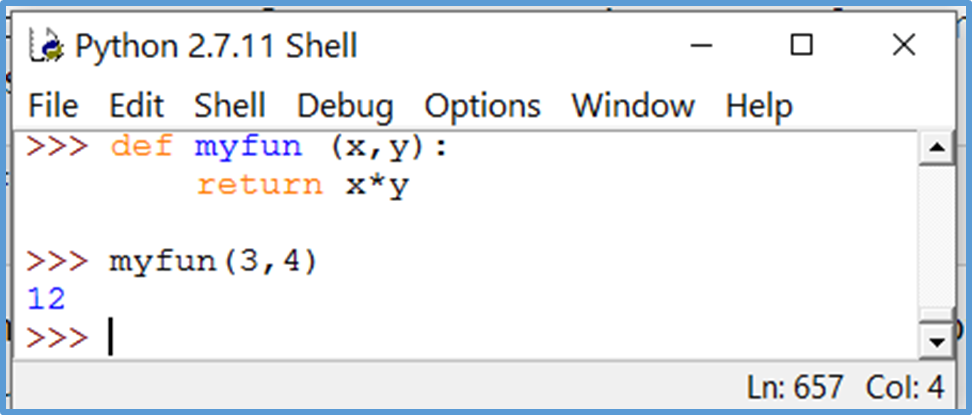 Python 2.7.11 Shell
File Edit Shell Debug Options Window Help
>>> def myfun (x,y):
        return x*y
>>> myfun(3,4)
12
>>>
Ln: 657 Col: 4